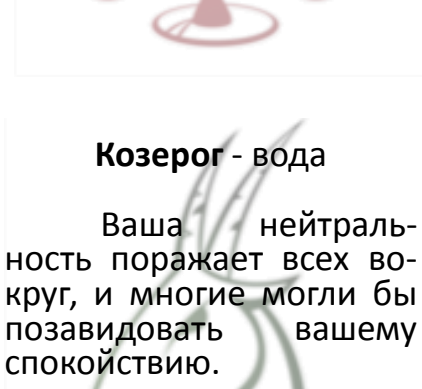 Козерог - вода
Ваша нейтраль-
ность поражает всех во-
круг, и многие могли бы
позавидовать вашему
спокойствию.